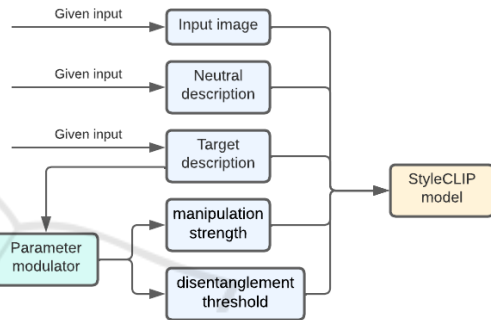 Given input
Input image
Given input
Neutral
description
Given input
Target
description
StyleCLIP
model
manipulation
strength
Parameter
modulator
disentanglement
threshold